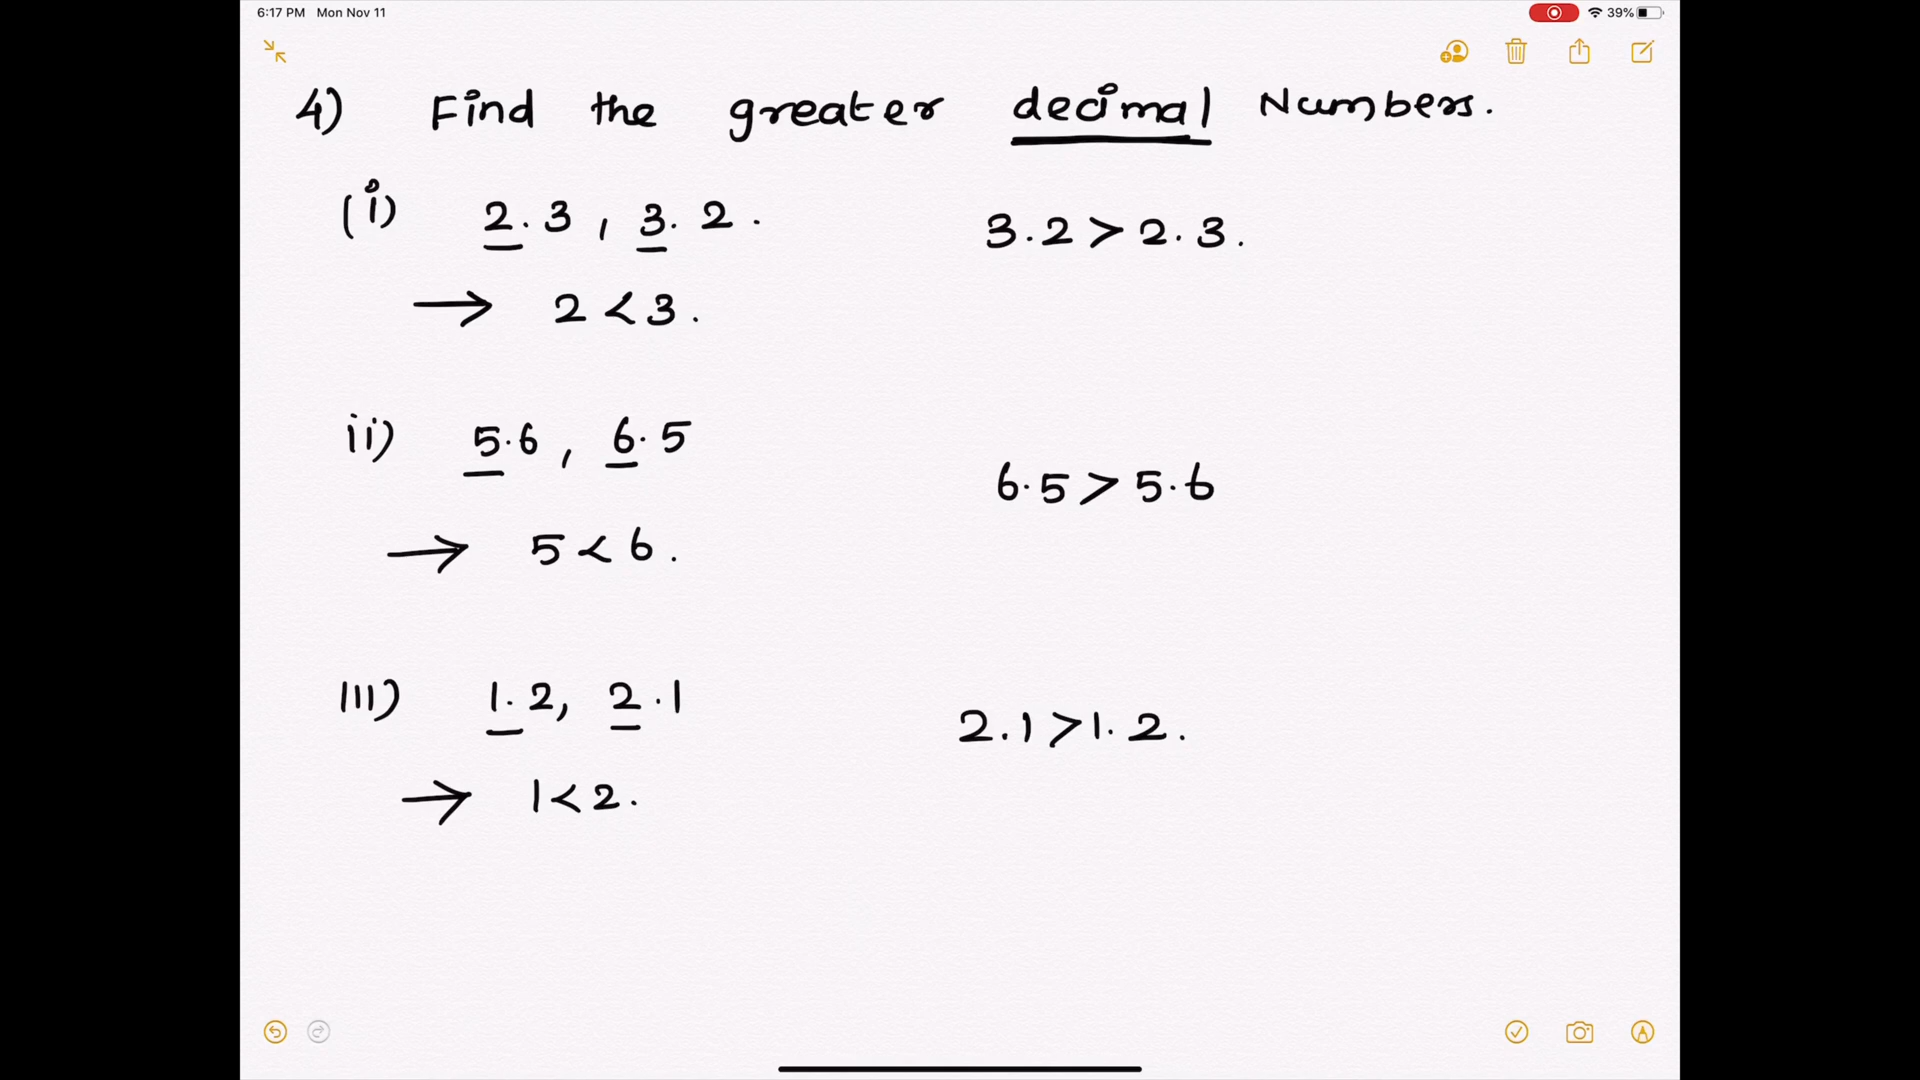 6:17 PM Mon Nov 11 39%
4) Find the greater decimal Numbers.
(i) 2.3, 3.2. 3.2 > 2.3.
→ 2 < 3.
ii) 5.6, 6.5 6.5 > 5.6
→ 5 < 6.
III) 1.2, 2.1 2.1 > 1.2.
→ 1 < 2.